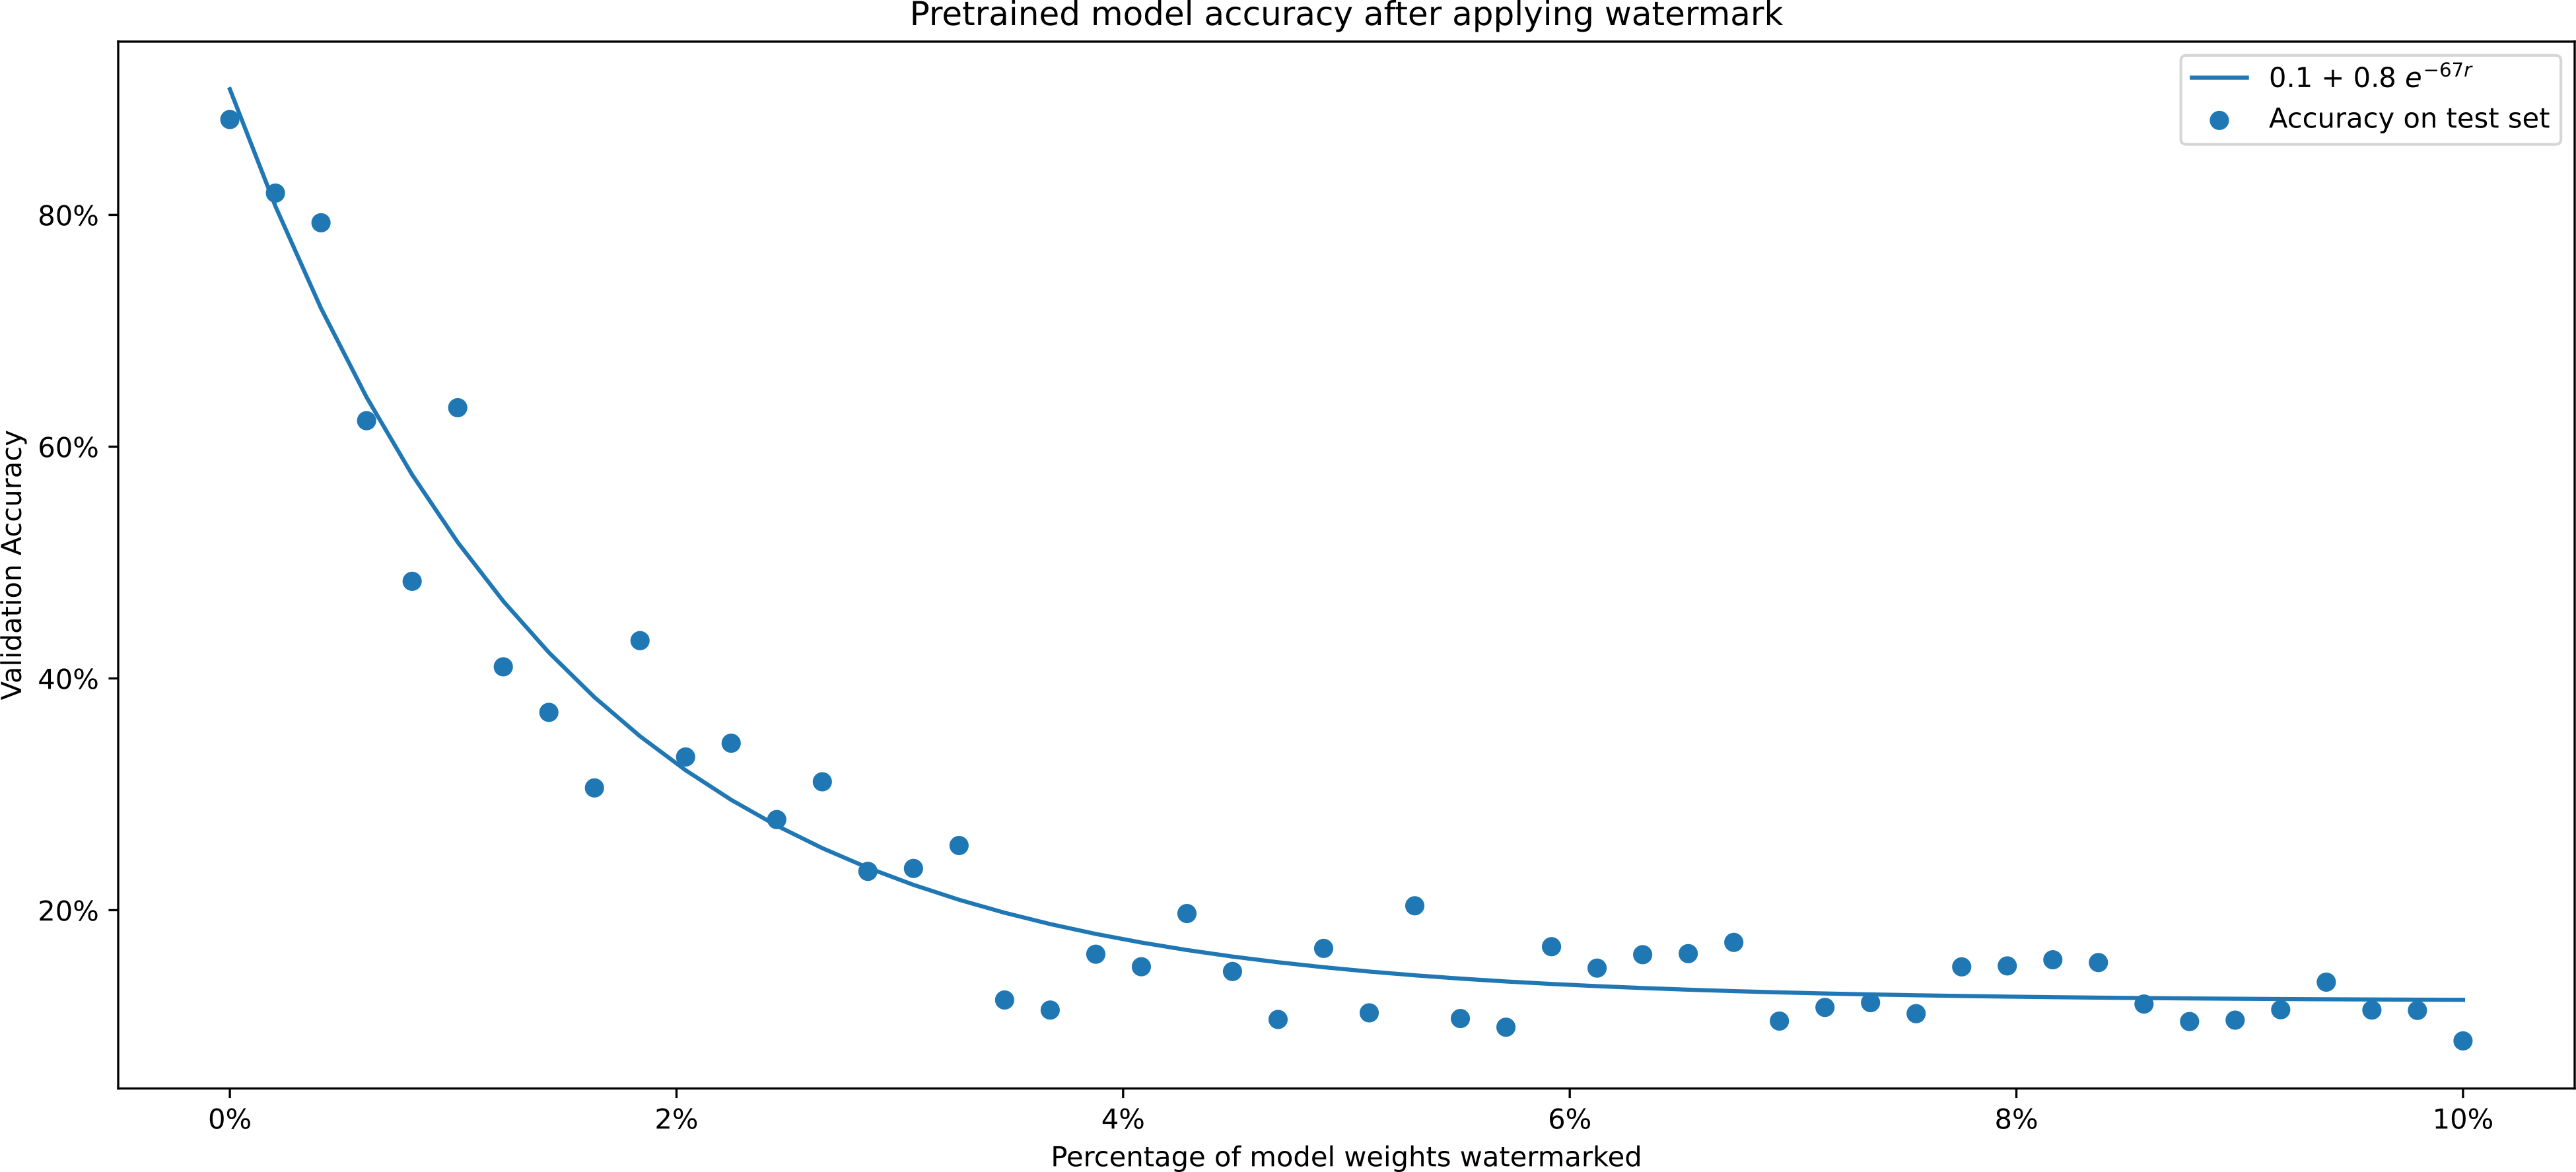 Pretrained model accuracy after applying watermark
0.1 + 0.8 e^{-67r}
Accuracy on test set
Validation Accuracy
80%
60%
40%
20%
0%
2%
4%
6%
8%
10%
Percentage of model weights watermarked